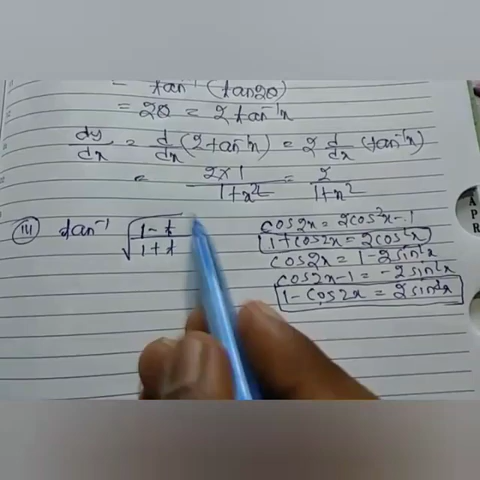 = tan⁻¹ (tan2θ)
= 2θ = 2tan⁻¹x
dy/dx = d/dx (2tan⁻¹x) = 2 d/dx (tan⁻¹x)
= 2×1/1+x² = 2/1+x²
(III) tan⁻¹ √(1-t/1+t)
cos2x = 2cos²x-1
1+cos2x = 2cos²x
cos2x = 1-2sin²x
cos2x-1 = -2sin²x
1-cos2x = 2sin²x
A
P
R